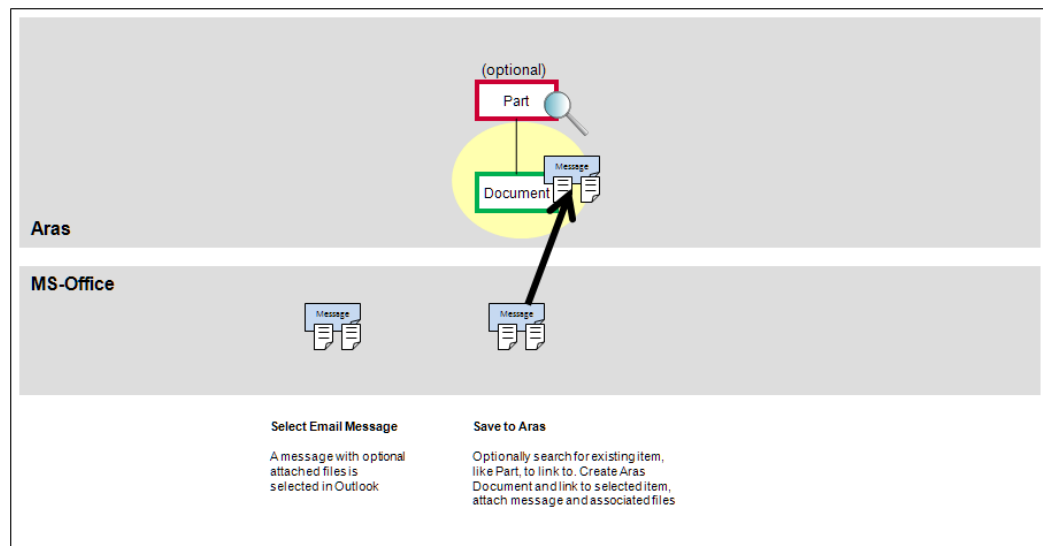 (optional)
Part
Message
Document
Aras
MS-Office
Message
Message
Select Email Message
A message with optional
attached files is
selected in Outlook
Save to Aras
Optionally search for existing item,
like Part, to link to. Create Aras
Document and link to selected item,
attach message and associated files